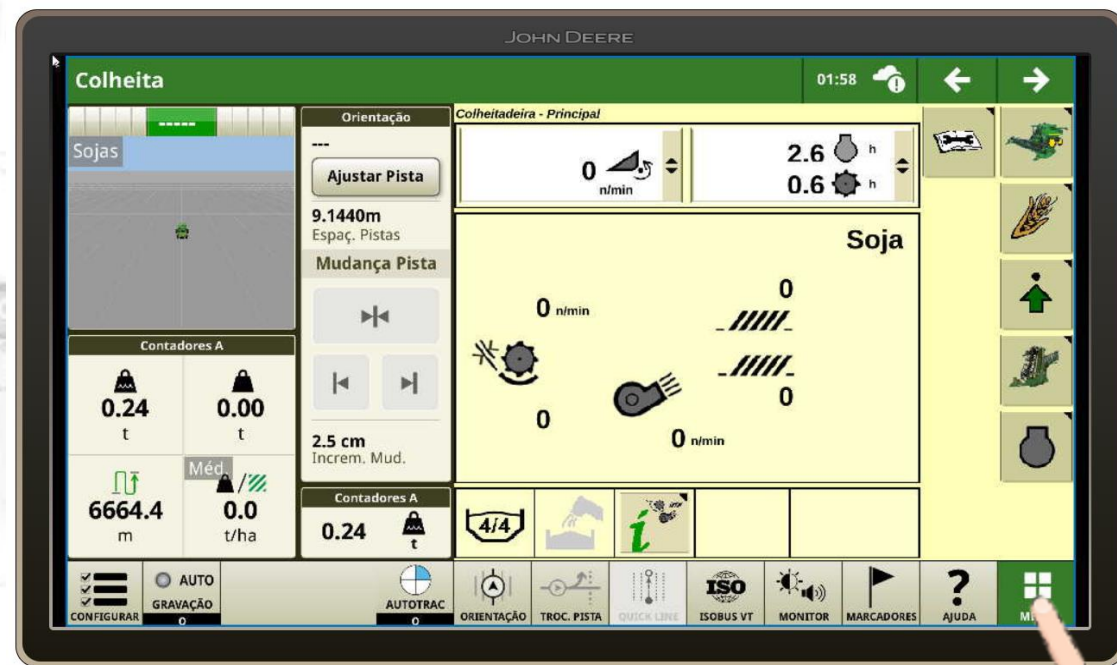 JOHN DEERE
Colheita
01:58
-----
Sojas
Contadores A
0.24
t
0.00
t
6664.4
m
Méd.
0.0
t/ha
Orientação
---
Ajustar Pista
9.1440m
Espaç. Pistas
Mudança Pista
2.5 cm
Increm. Mud.
Contadores A
0.24
t
Colheitadeira - Principal
0
n/min
2.6 h
0.6 h
Soja
0 n/min
0
0
0
0 n/min
4/4
i
CONFIGURAR
AUTO
GRAVAÇÃO
0
AUTOTRAC
0
ORIENTAÇÃO
TROC. PISTA
QUICK LINE
ISO
ISOBUS VT
MONITOR
MARCADORES
?
AJUDA